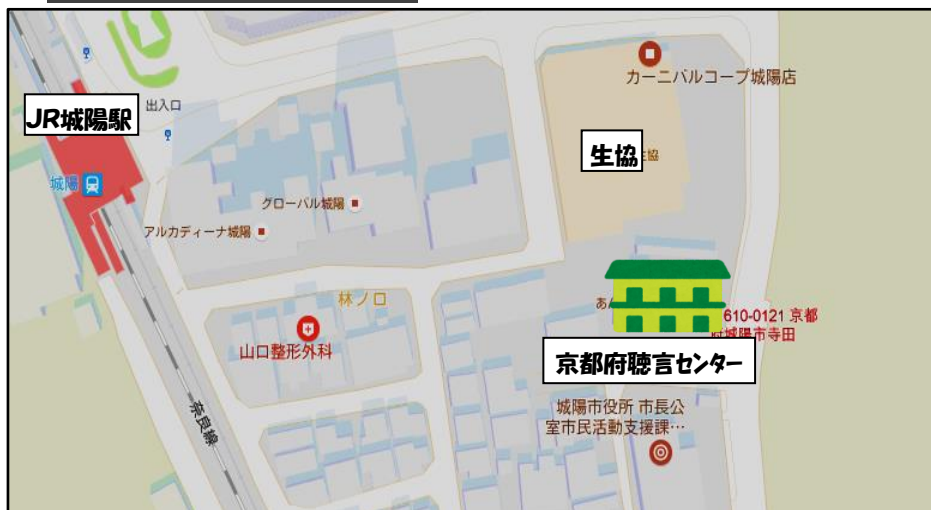 カーニバルコープ城陽店
出入口
JR城陽駅
生協
生協
城陽
グローバル城陽
アルカディーナ城陽
林ノ口
山口整形外科
610-0121 京都
府城陽市寺田
京都府聴言センター
城陽市役所 市長公
室市民活動支援課…
奈良線